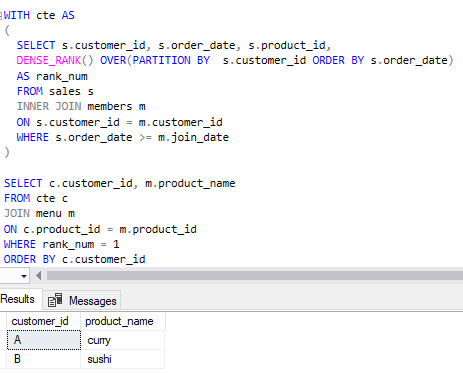 WITH cte AS
(
SELECT s.customer_id, s.order_date, s.product_id,
DENSE_RANK() OVER(PARTITION BY  s.customer_id ORDER BY s.order_date)
AS rank_num
FROM sales s
INNER JOIN members m
ON s.customer_id = m.customer_id
WHERE s.order_date >= m.join_date
)
SELECT c.customer_id, m.product_name
FROM cte c
JOIN menu m
ON c.product_id = m.product_id
WHERE rank_num = 1
ORDER BY c.customer_id
Results Messages
customer_id product_name
A curry
B sushi